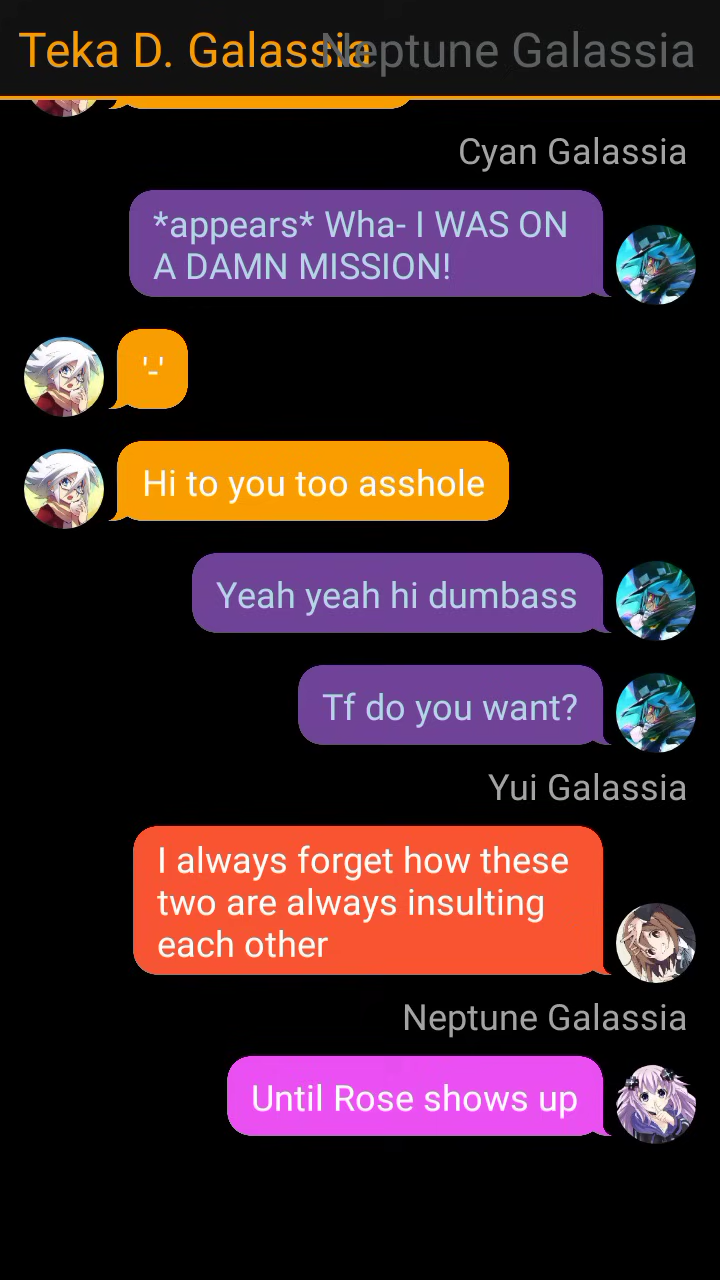 Teka D. Galassia Neptune Galassia
Cyan Galassia
*appears* Wha- I WAS ON
A DAMN MISSION!
'-'
Hi to you too asshole
Yeah yeah hi dumbass
Tf do you want?
Yui Galassia
I always forget how these
two are always insulting
each other
Neptune Galassia
Until Rose shows up